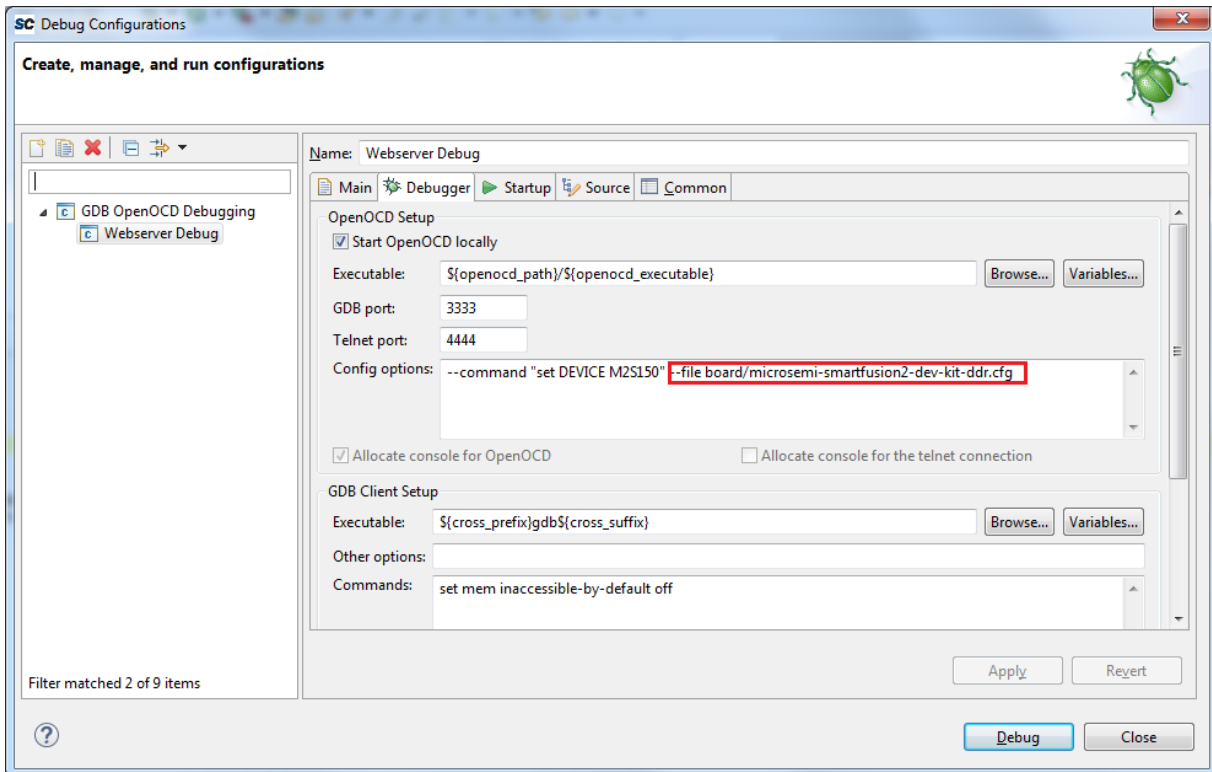 SC Debug Configurations
Create, manage, and run configurations
GDB OpenOCD Debugging
Webserver Debug
Filter matched 2 of 9 items
Name: Webserver Debug
Main Debugger Startup Source Common
OpenOCD Setup
Start OpenOCD locally
Executable: ${openocd_path}/${openocd_executable} Browse... Variables...
GDB port: 3333
Telnet port: 4444
Config options: --command "set DEVICE M2S150" --file board/microsemi-smartfusion2-dev-kit-ddr.cfg
Allocate console for OpenOCD Allocate console for the telnet connection
GDB Client Setup
Executable: ${cross_prefix}gdb${cross_suffix} Browse... Variables...
Other options:
Commands: set mem inaccessible-by-default off
Apply Revert
? Debug Close